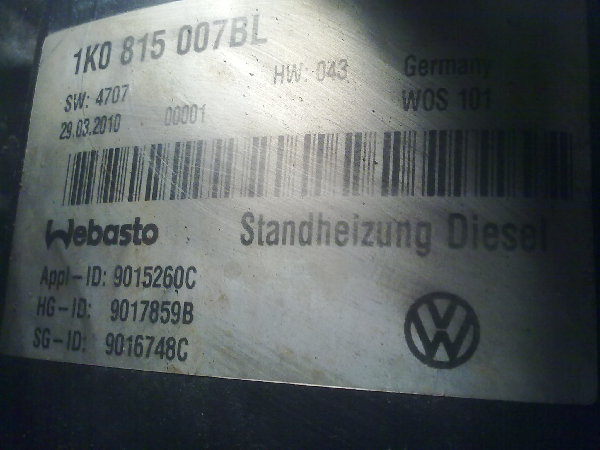 1K0 815 007BL
HW: 043 Germany
SW: 4707 WOS 101
29.03.2010 00001
Webasto Standheizung Diesel
Appl-ID: 9015260C
HG-ID: 9017859B
SG-ID: 9016748C